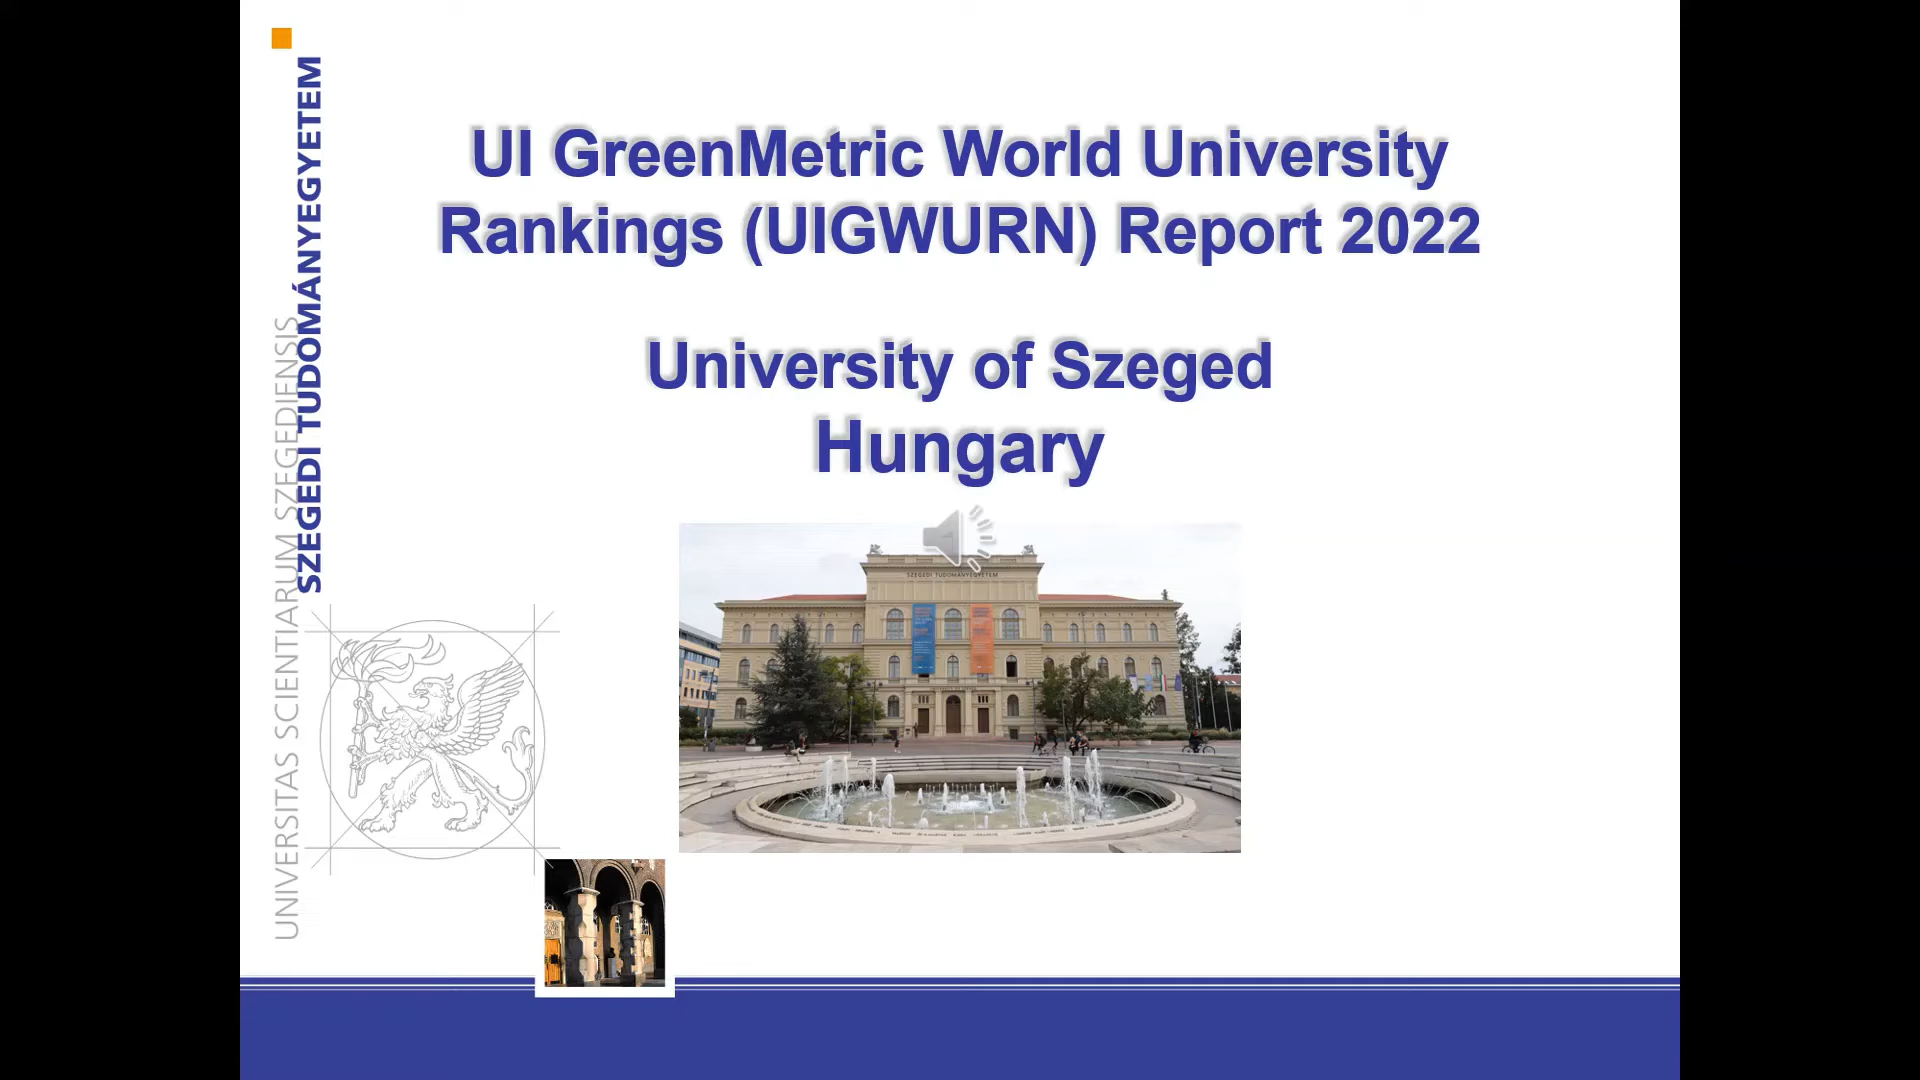 UI GreenMetric World University
Rankings (UIGWURN) Report 2022
University of Szeged
Hungary
SZEGEDI TUDOMÁNYEGYETEM
UNIVERSITAS SCIENTIARUM SZEGEDIENSIS
SZEGEDI TUDOMÁNYEGYETEM